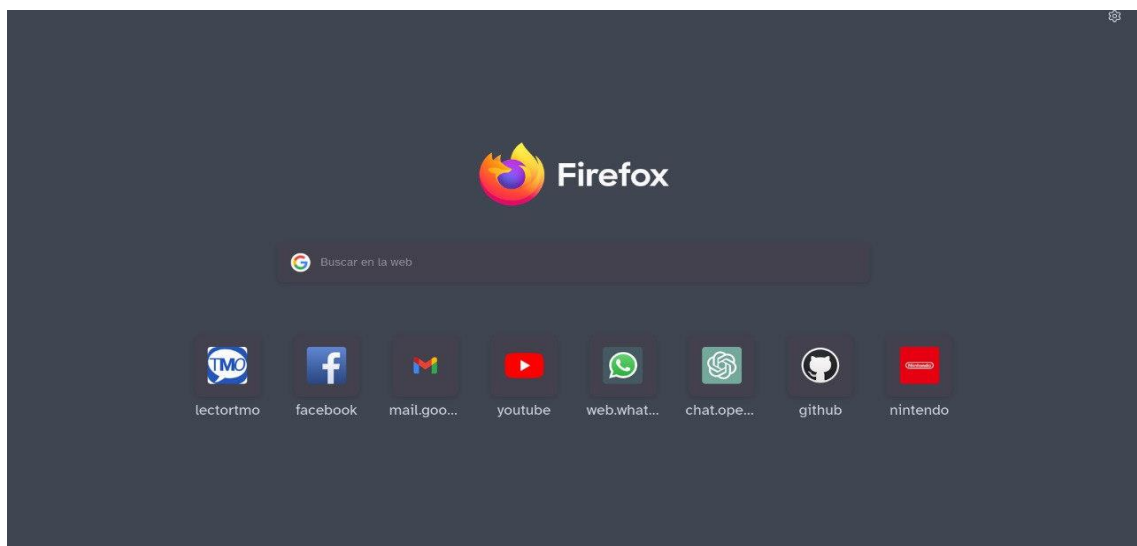 Firefox
Buscar en la web
TMO
Nintendo
lectortmo facebook mail.goo... youtube web.what... chat.ope... github nintendo